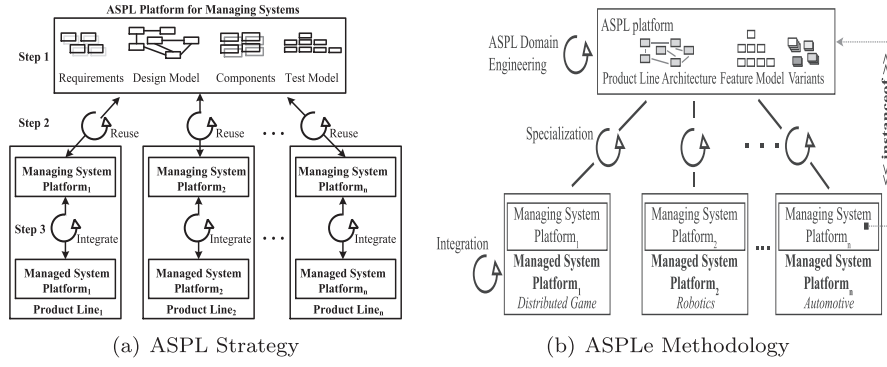 ASPL Platform for Managing Systems
Step 1
Requirements Design Model Components Test Model
Step 2
Reuse Reuse Reuse
...
Managing System Platform1
Managing System Platform2
Managing System Platformn
Step 3
Integrate Integrate Integrate
...
Managed System Platform1
Managed System Platform2
Managed System Platformn
Product Line1 Product Line2 Product Linen
(a) ASPL Strategy
ASPL platform
ASPL Domain
Engineering
Product Line Architecture Feature Model Variants
Specialization
...
Integration
Managing System
Platform1
Managed System
Platform1
Distributed Game
Managing System
Platform2
Managed System
Platform2
Robotics
...
Managing System
Platformn
Managed System
Platformn
Automotive
(b) ASPLe Methodology